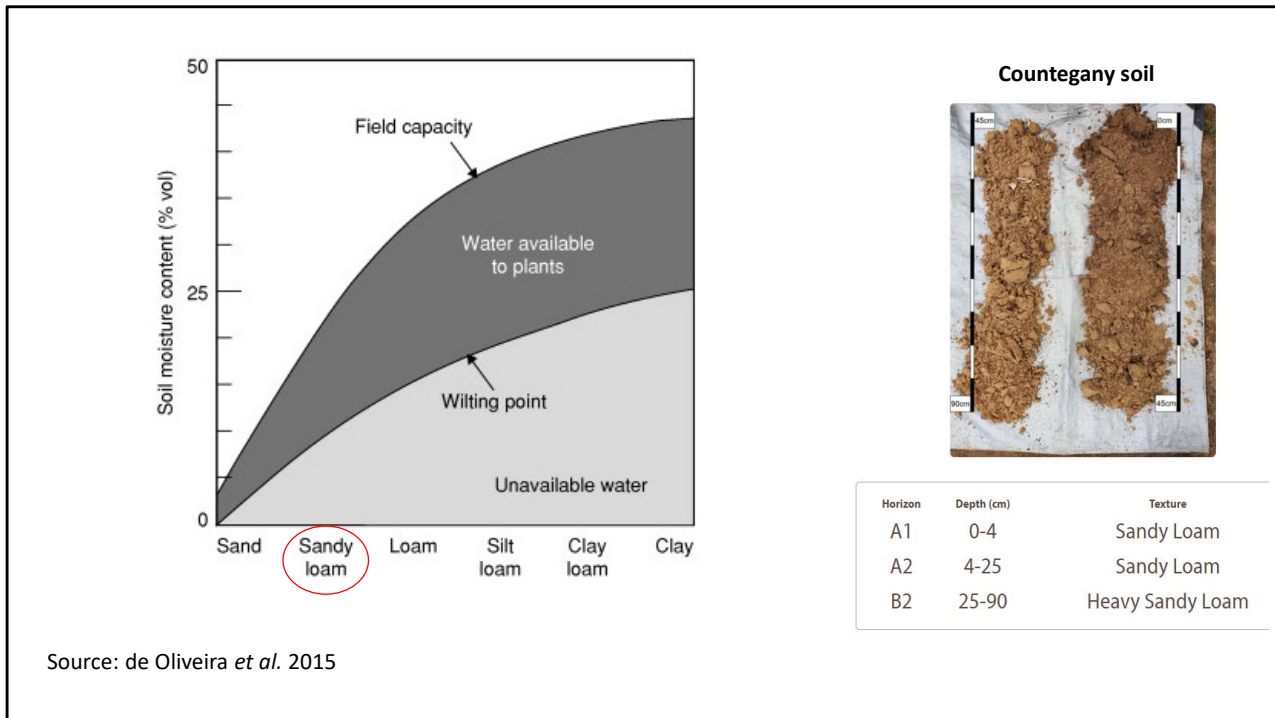 50
25
0
Soil moisture content (% vol)
Field capacity
Water available
to plants
Wilting point
Unavailable water
Sand
Sandy
loam
Loam
Silt
loam
Clay
loam
Clay
Source: de Oliveira et al. 2015
Countegany soil
45cm
0cm
90cm
45cm
Horizon Depth (cm) Texture
A1 0-4 Sandy Loam
A2 4-25 Sandy Loam
B2 25-90 Heavy Sandy Loam